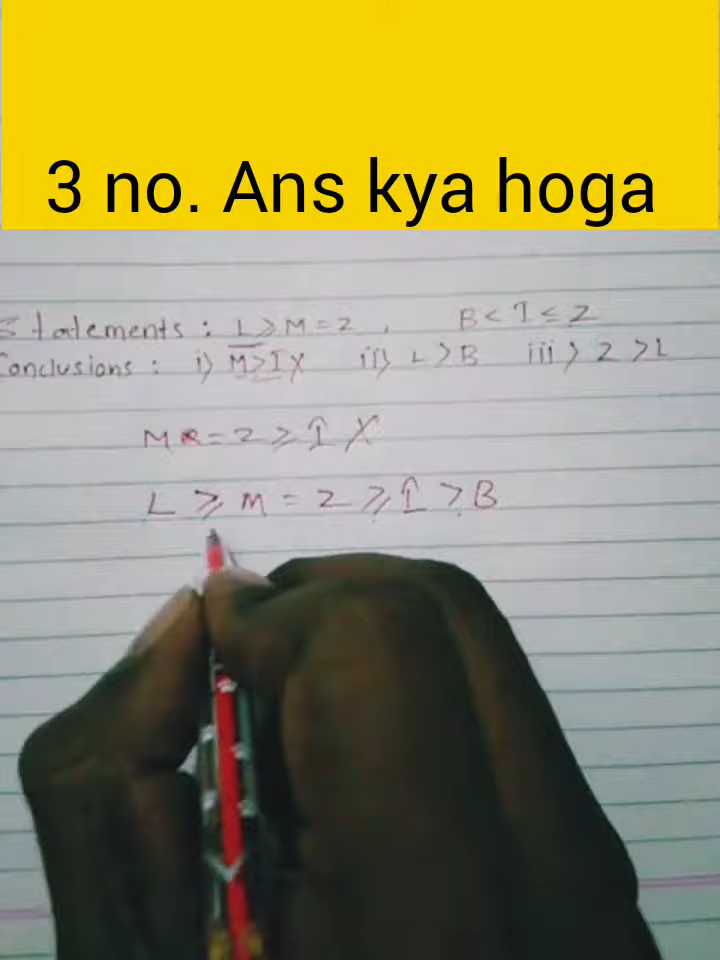 3 no. Ans kya hoga
Statements : L ≥ M = Z , B < I ≤ Z
Conclusions : i) M > I X ii) L > B iii) Z > L
M = Z ≥ I X
L ≥ M = Z ≥ I > B